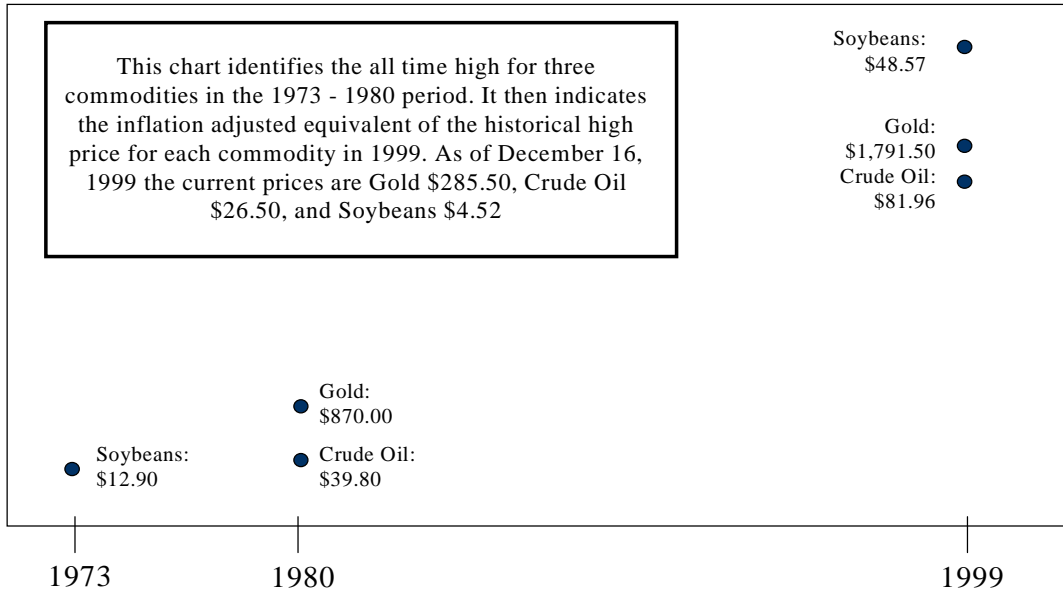 This chart identifies the all time high for three
commodities in the 1973 - 1980 period. It then indicates
the inflation adjusted equivalent of the historical high
price for each commodity in 1999. As of December 16,
1999 the current prices are Gold $285.50, Crude Oil
$26.50, and Soybeans $4.52
Soybeans:
$48.57
Gold:
$1,791.50
Crude Oil:
$81.96
Gold:
$870.00
Soybeans:
$12.90
Crude Oil:
$39.80
1973
1980
1999